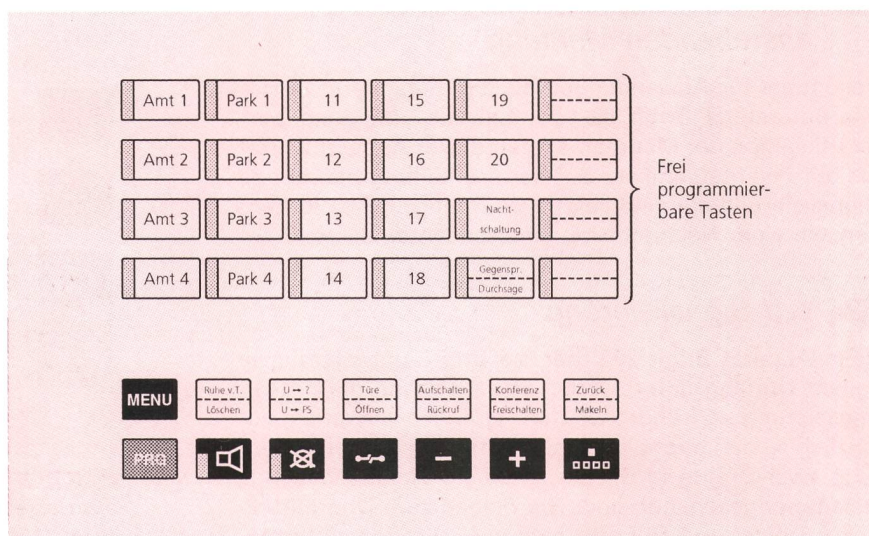 Amt 1 Park 1 11 15 19
Amt 2 Park 2 12 16 20
Frei
programmier-
bare Tasten
Amt 3 Park 3 13 17 Nacht-
schaltung
Amt 4 Park 4 14 18 Gegenspr.
Durchsage
MENU Ruhe v.T. U ↔ ? Türe Aufschalten Konferenz Zurück
Löschen U ↔ PS Öffnen Rückruf Freischalten Makeln
PRG - +